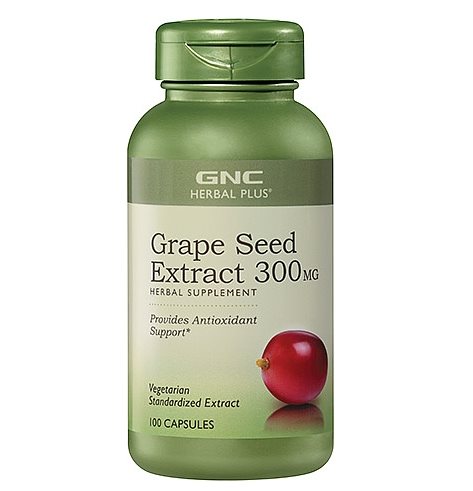 GNC
HERBAL PLUS®
Grape Seed
Extract 300MG
HERBAL SUPPLEMENT
Provides Antioxidant
Support*
Vegetarian
Standardized Extract
100 CAPSULES